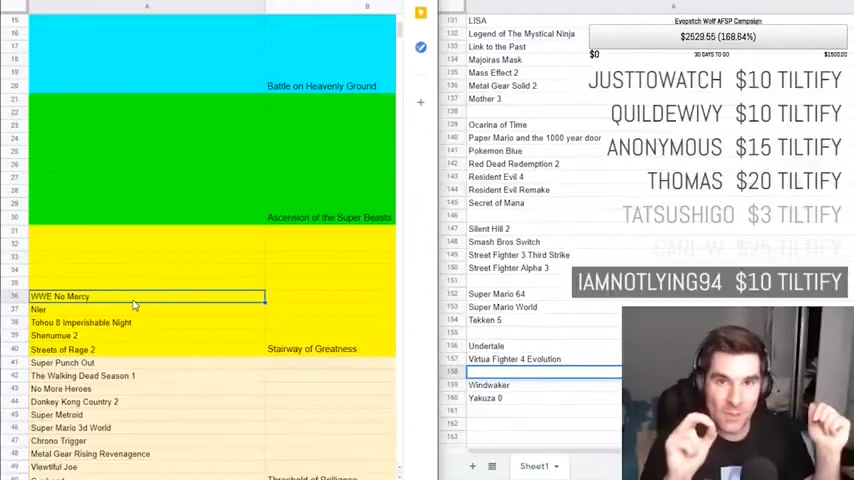 A
B
15
16
17
18
19
20 Battle on Heavenly Ground
21
22
23
24
25
26
27
28
29
30 Ascension of the Super Beasts
31
32
33
34
35
36 WWE No Mercy
37 Nier
38 Tohou 8 Imperishable Night
39 Shenumue 2
40 Streets of Rage 2 Stairway of Greatness
41 Super Punch Out
42 The Walking Dead Season 1
43 No More Heroes
44 Donkey Kong Country 2
45 Super Metroid
46 Super Mario 3d World
47 Chrono Trigger
48 Metal Gear Rising Revenagence
49 Viewtiful Joe
A
131 LISA
132 Legend of The Mystical Ninja
133 Link to the Past
134 Majoiras Mask
135 Mass Effect 2
136 Metal Gear Solid 2
137 Mother 3
138
139 Ocarina of Time
140 Paper Mario and the 1000 year door
141 Pokemon Blue
142 Red Dead Redemption 2
143 Resident Evil 4
144 Resident Evil Remake
145 Secret of Mana
146
147 Silent Hill 2
148 Smash Bros Switch
149 Street Fighter 3 Third Strike
150 Street Fighter Alpha 3
151
152 Super Mario 64
153 Super Mario World
154 Tekken 5
155
156 Undertale
157 Virtua Fighter 4 Evolution
158
159 Windwaker
160 Yakuza 0
161
162
163
Sheet1
Eyepatch Wolf AFSP Campaign
$2529.55 (168.64%)
$0 30 DAYS TO GO $1500.00
JUSTTOWATCH $10 TILTIFY
QUILDEWIVY $10 TILTIFY
ANONYMOUS $15 TILTIFY
THOMAS $20 TILTIFY
TATSUSHIGO $3 TILTIFY
CARL W $25 TILTIFY
IAMNOTLYING94 $10 TILTIFY